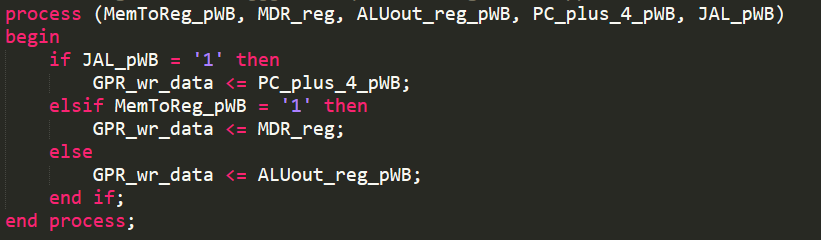 process (MemToReg_pWB, MDR_reg, ALUout_reg_pWB, PC_plus_4_pWB, JAL_pWB)
begin
    if JAL_pWB = '1' then
        GPR_wr_data <= PC_plus_4_pWB;
    elsif MemToReg_pWB = '1' then
        GPR_wr_data <= MDR_reg;
    else
        GPR_wr_data <= ALUout_reg_pWB;
    end if;
end process;